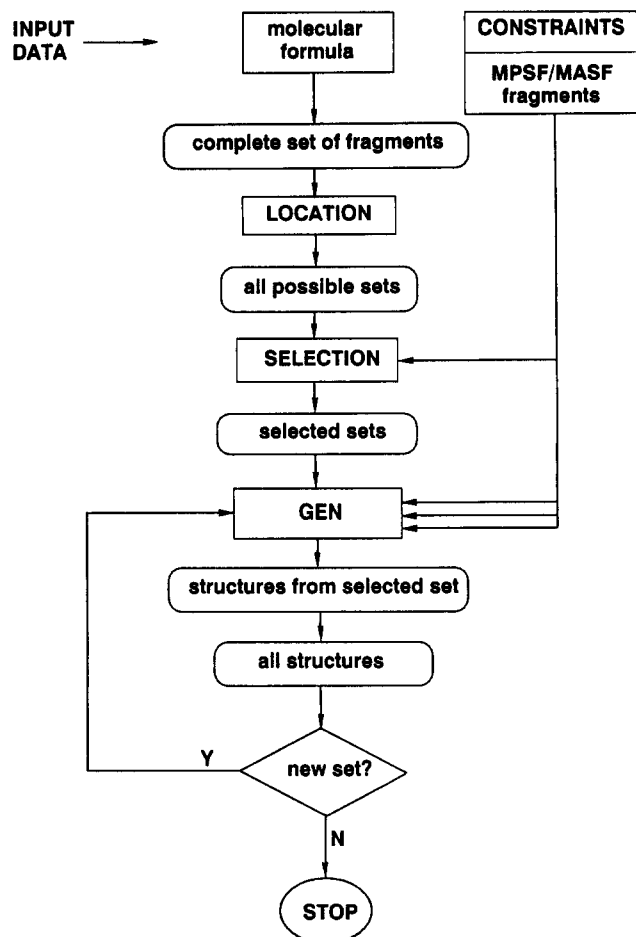 INPUT
DATA
molecular
formula
CONSTRAINTS
MPSF/MASF
fragments
complete set of fragments
LOCATION
all possible sets
SELECTION
selected sets
GEN
structures from selected set
all structures
new set?
Y
N
STOP